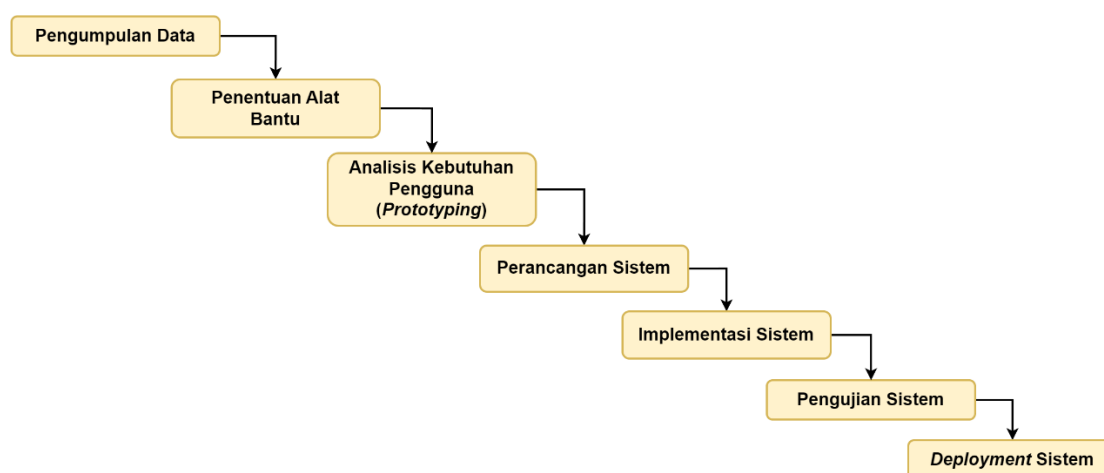 Pengumpulan Data
Penentuan Alat
Bantu
Analisis Kebutuhan
Pengguna
(Prototyping)
Perancangan Sistem
Implementasi Sistem
Pengujian Sistem
Deployment Sistem